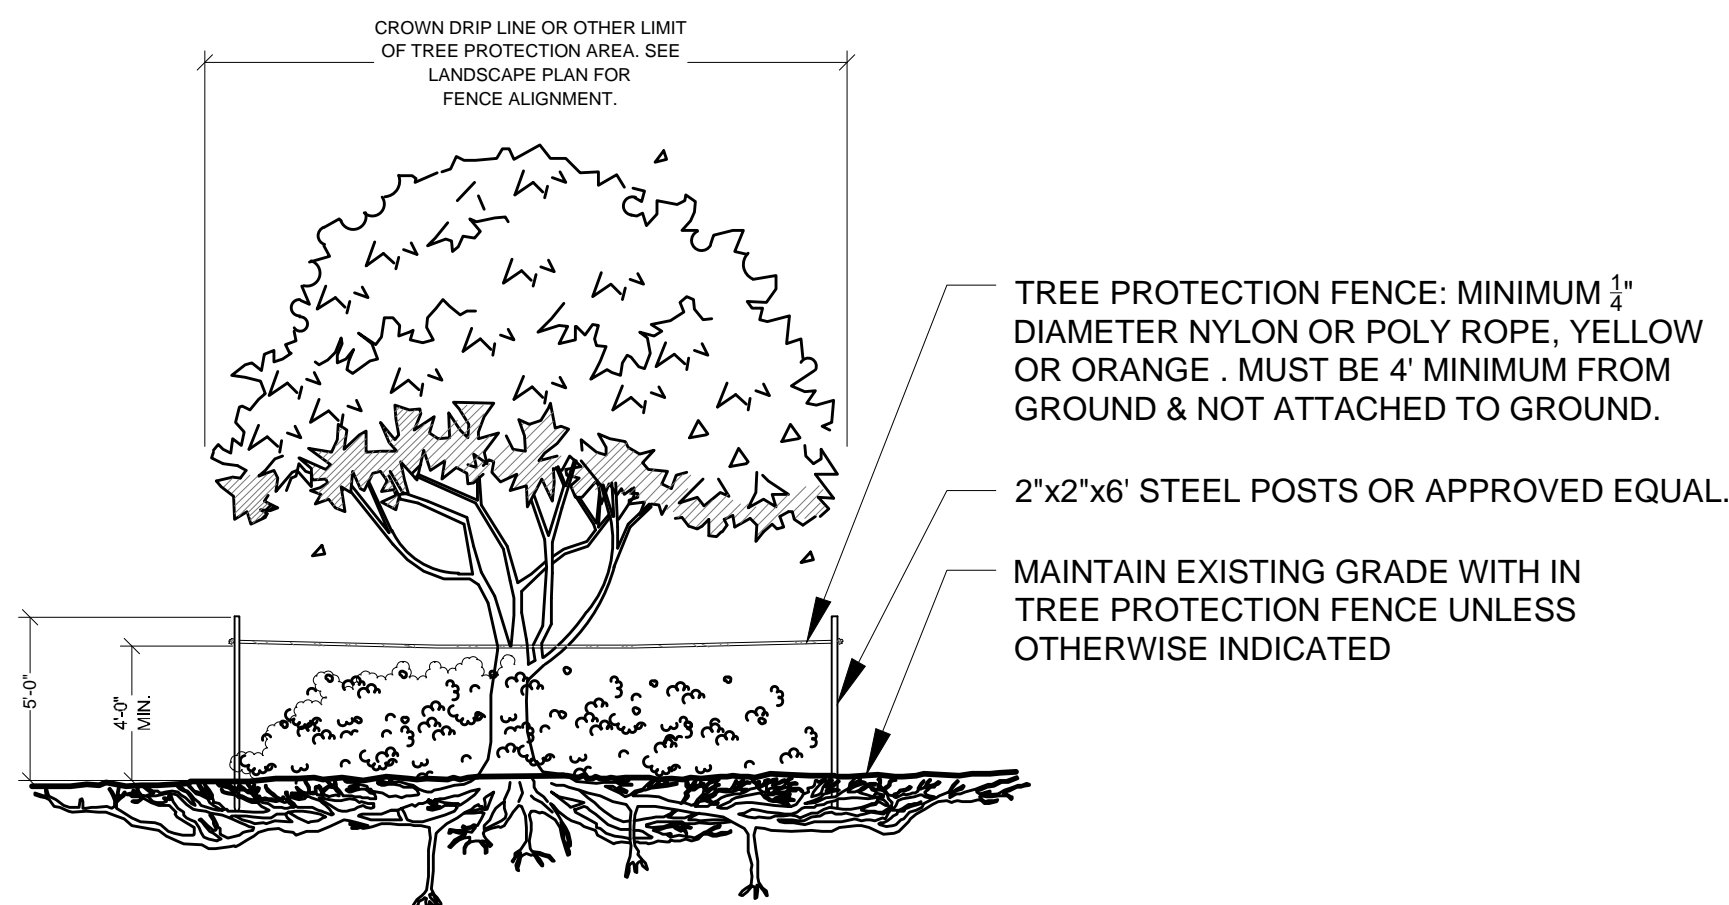 CROWN DRIP LINE OR OTHER LIMIT
OF TREE PROTECTION AREA. SEE
LANDSCAPE PLAN FOR
FENCE ALIGNMENT.
TREE PROTECTION FENCE: MINIMUM 1/4"
DIAMETER NYLON OR POLY ROPE, YELLOW
OR ORANGE . MUST BE 4' MINIMUM FROM
GROUND & NOT ATTACHED TO GROUND.
2"x2"x6' STEEL POSTS OR APPROVED EQUAL.
MAINTAIN EXISTING GRADE WITH IN
TREE PROTECTION FENCE UNLESS
OTHERWISE INDICATED
5'-0"
4'-0"
MIN.